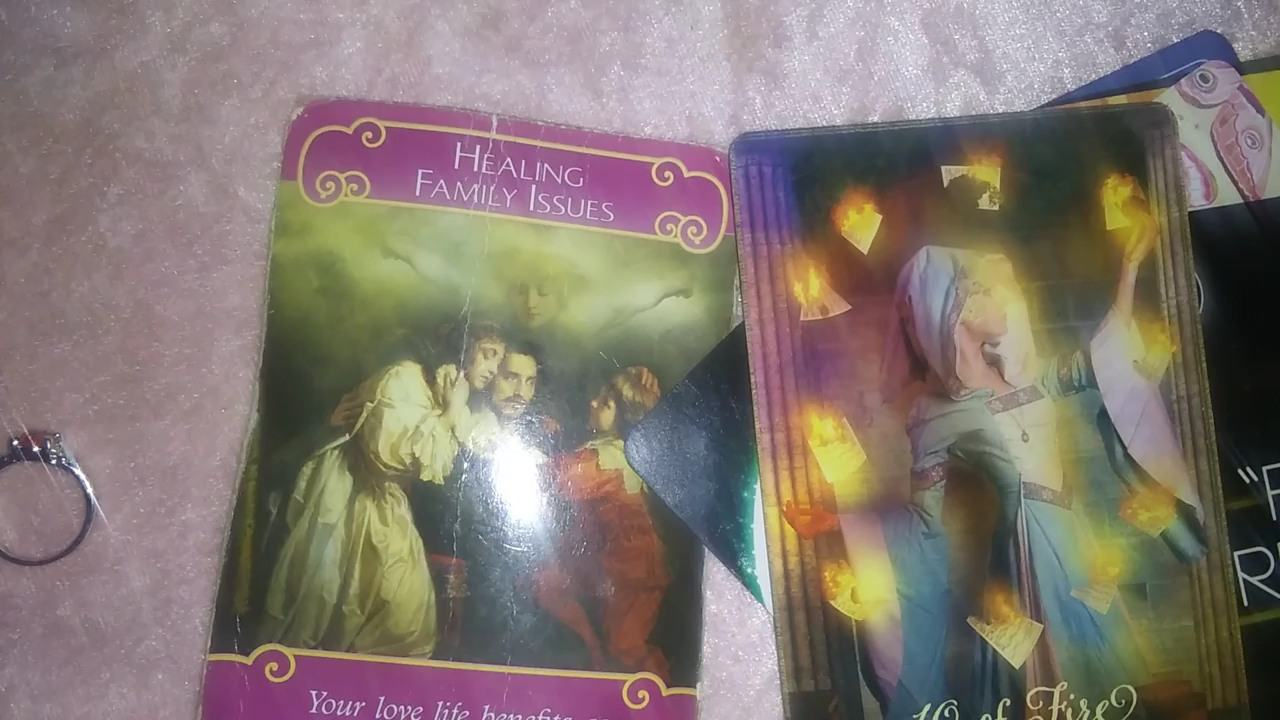 HEALING
FAMILY ISSUES
Your love life benefits
10 of Fire
"F
R